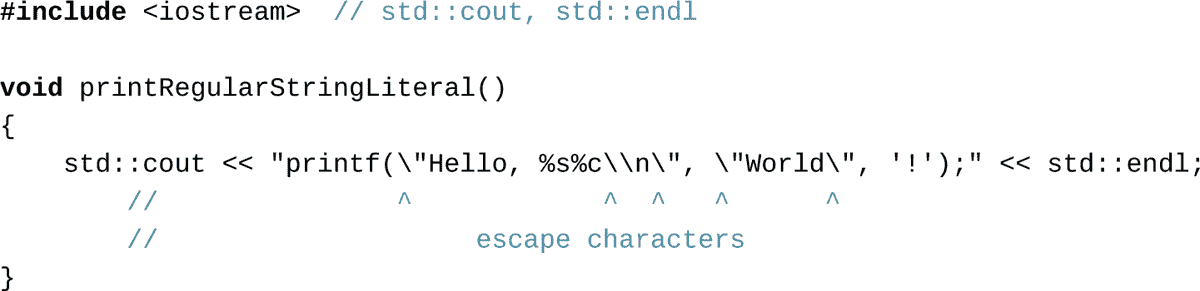 #include <iostream>  // std::cout, std::endl
void printRegularStringLiteral()
{
    std::cout << "printf(\"Hello, %s%c\\n\", \"World\", '!');" << std::endl;
        //               ^            ^  ^   ^      ^
        //                    escape characters
}